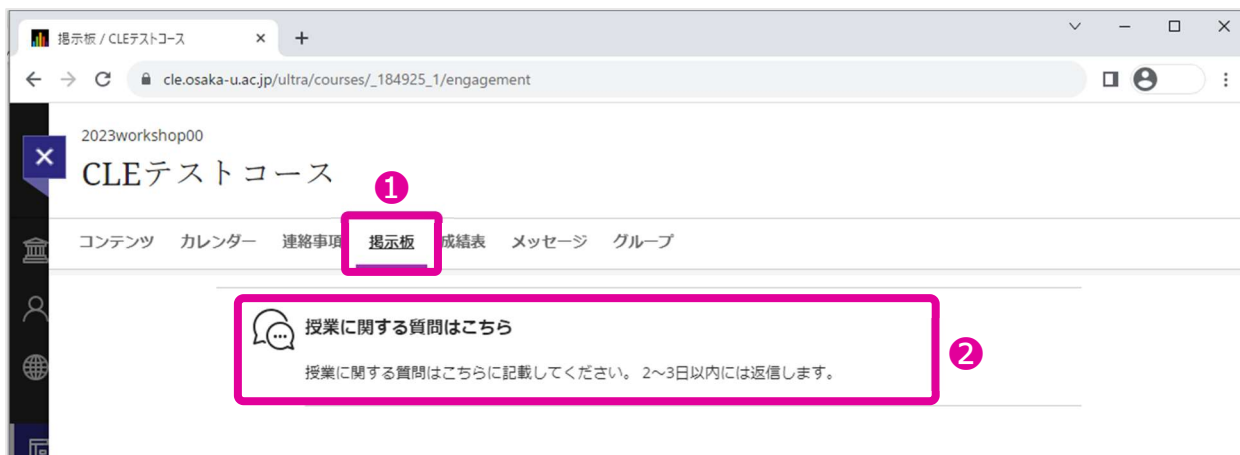 掲示板 / CLEテストコース
cle.osaka-u.ac.jp/ultra/courses/_184925_1/engagement
2023workshop00
CLEテストコース
❶
コンテンツ カレンダー 連絡事項 掲示板 成績表 メッセージ グループ
授業に関する質問はこちら
❷
授業に関する質問はこちらに記載してください。 2～3日以内には返信します。